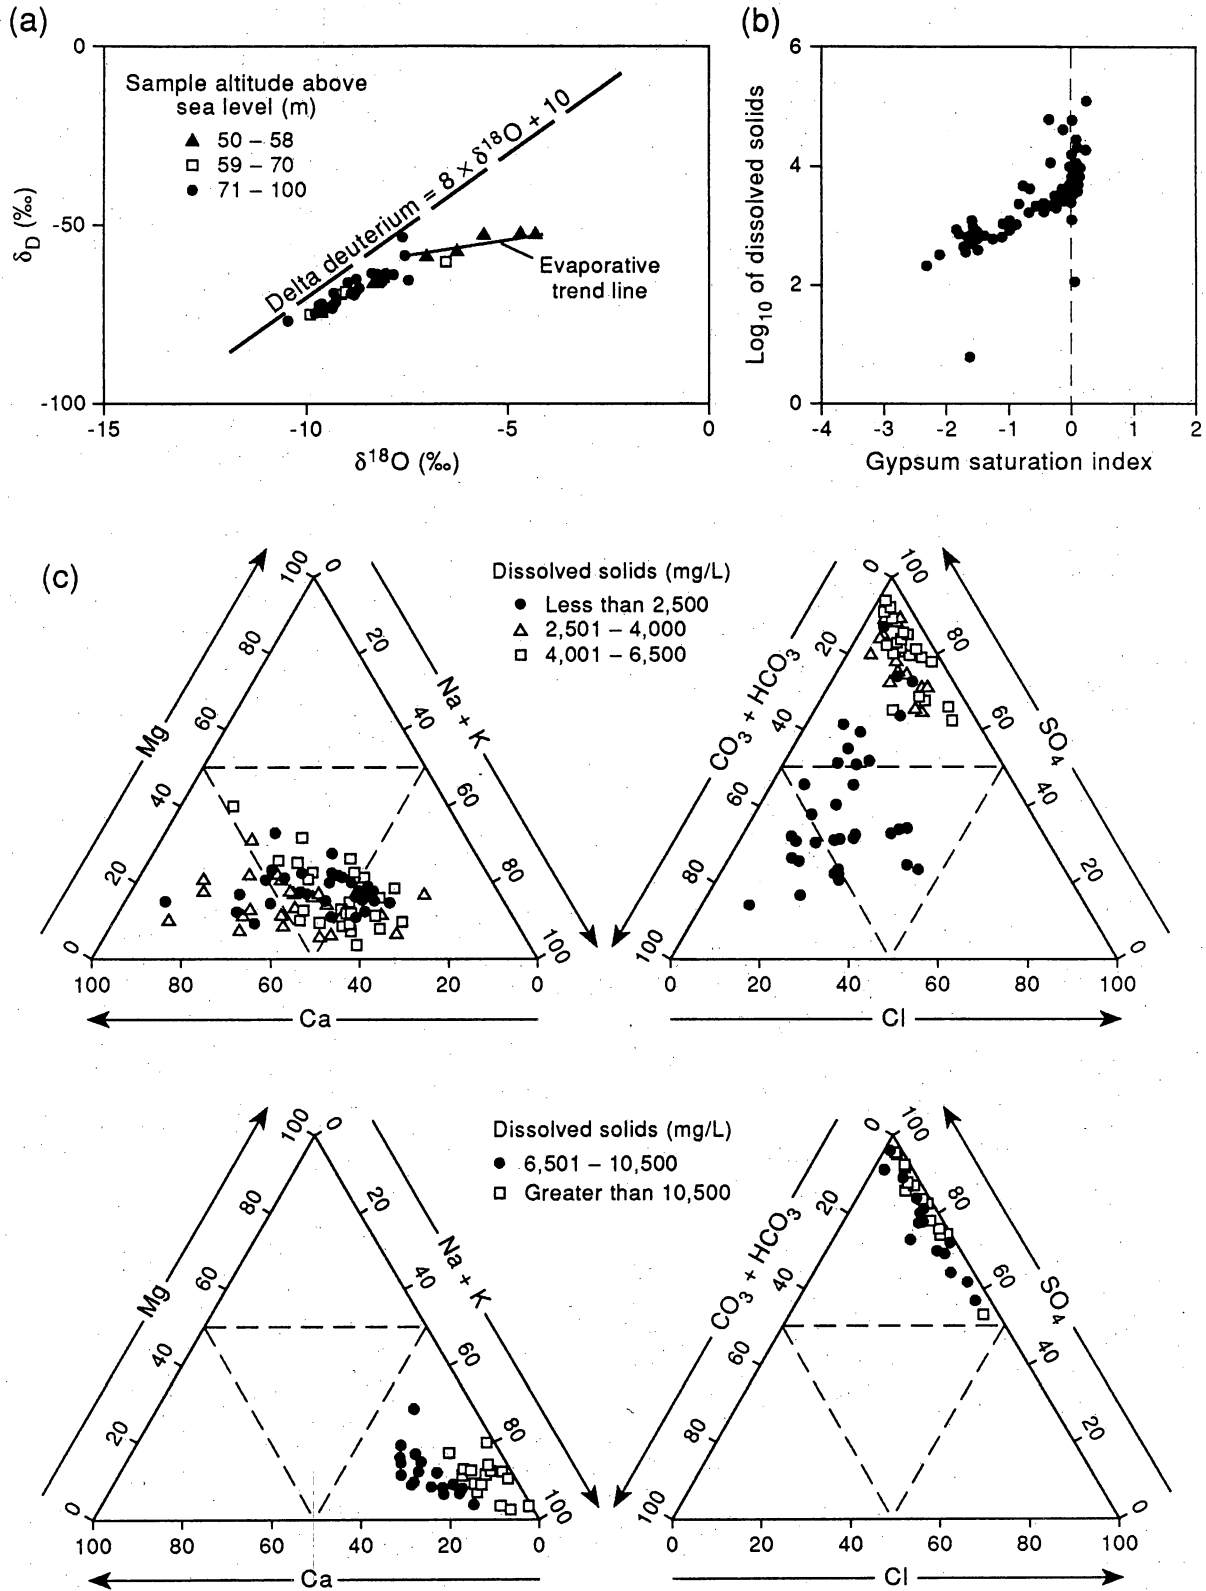 (a)
0
-50
-100
δD (‰)
Sample altitude above
sea level (m)
▲ 50 – 58
□ 59 – 70
● 71 – 100
Delta deuterium = 8 × δ18O + 10
Evaporative
trend line
-15
-10
-5
0
δ18O (‰)
(b)
6
4
2
0
Log10 of dissolved solids
-4
-3
-2
-1
0
1
2
Gypsum saturation index
(c)
Dissolved solids (mg/L)
● Less than 2,500
△ 2,501 – 4,000
□ 4,001 – 6,500
Mg
0
20
40
60
80
100
Na + K
0
20
40
60
80
100
100
80
60
40
20
0
Ca
CO3 + HCO3
0
20
40
60
80
100
SO4
100
80
60
40
20
0
0
20
40
60
80
100
Cl
Dissolved solids (mg/L)
● 6,501 – 10,500
□ Greater than 10,500
Mg
0
20
40
60
80
100
Na + K
0
20
40
60
80
100
100
80
60
40
20
0
Ca
CO3 + HCO3
0
20
40
60
80
100
SO4
100
80
60
40
20
0
0
20
40
60
80
100
Cl